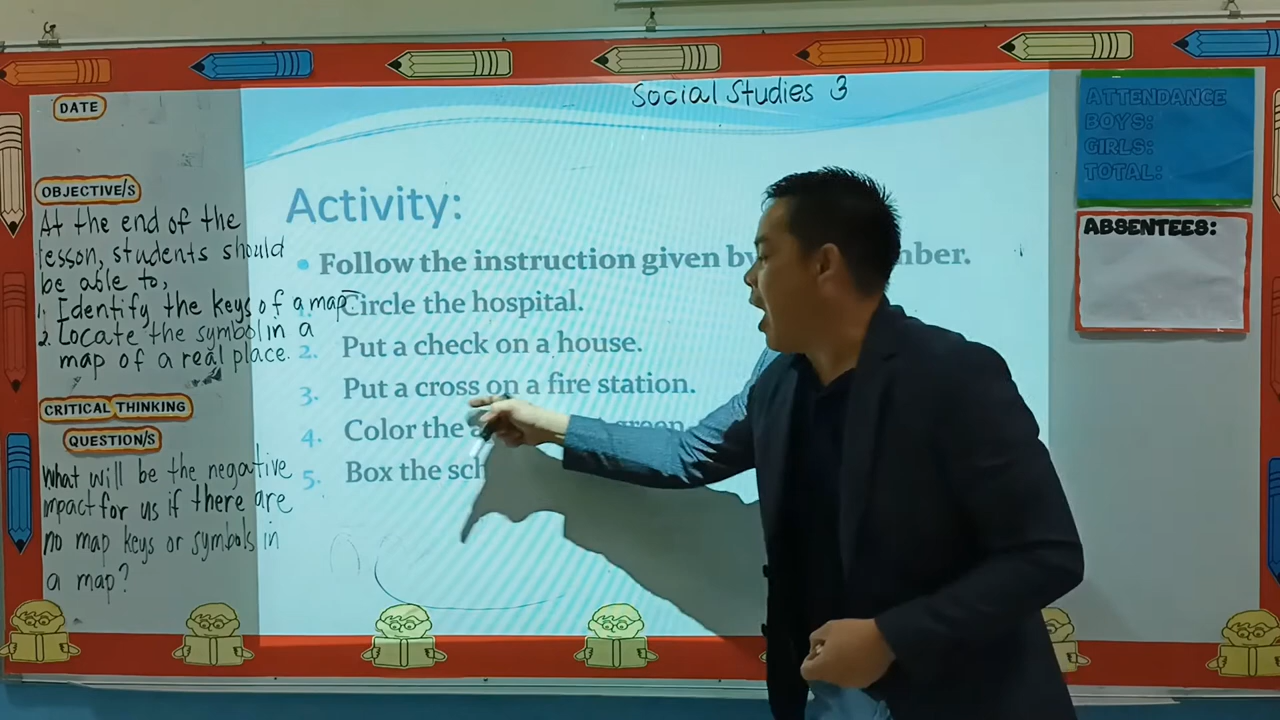 Social Studies 3
DATE
OBJECTIVE/S
At the end of the
lesson, students should
be able to,
1. Identify the keys of a map.
2. Locate the symbol in a
map of a real place.
CRITICAL THINKING
QUESTION/S
What will be the negative
impact for us if there are
no map keys or symbols in
a map?
Activity:
• Follow the instruction given by
1. Circle the hospital.
2. Put a check on a house.
3. Put a cross on a fire station.
4. Color the green
5. Box the
ATTENDANCE
BOYS:
GIRLS:
TOTAL:
ABSENTEES: